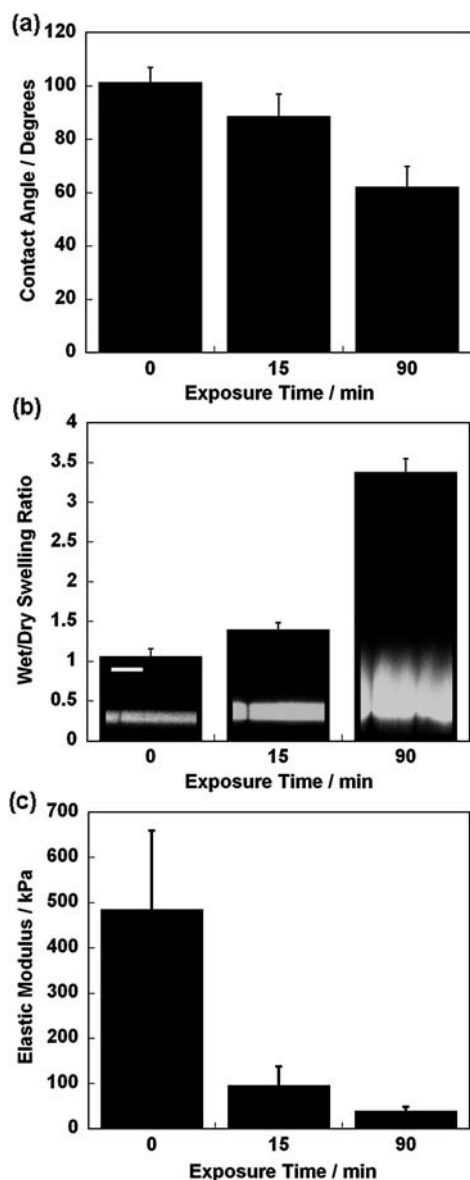 (a)
120
100
80
60
40
20
0
Contact Angle / Degrees
0 15 90
Exposure Time / min
(b)
4
3.5
3
2.5
2
1.5
1
0.5
0
Wet/Dry Swelling Ratio
0 15 90
Exposure Time / min
(c)
700
600
500
400
300
200
100
0
Elastic Modulus / kPa
0 15 90
Exposure Time / min